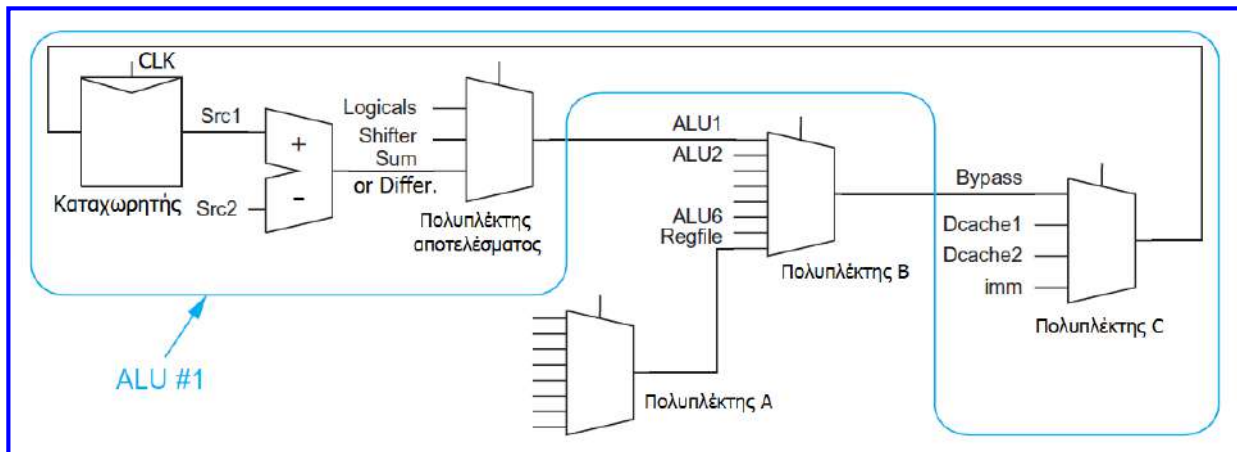 CLK
Src1
Καταχωρητής
Src2
+
−
Logicals
Shifter
Sum
or Differ.
Πολυπλέκτης
αποτελέσματος
ALU1
ALU2
ALU6
Regfile
Πολυπλέκτης B
Bypass
Dcache1
Dcache2
imm
Πολυπλέκτης C
ALU #1
Πολυπλέκτης A